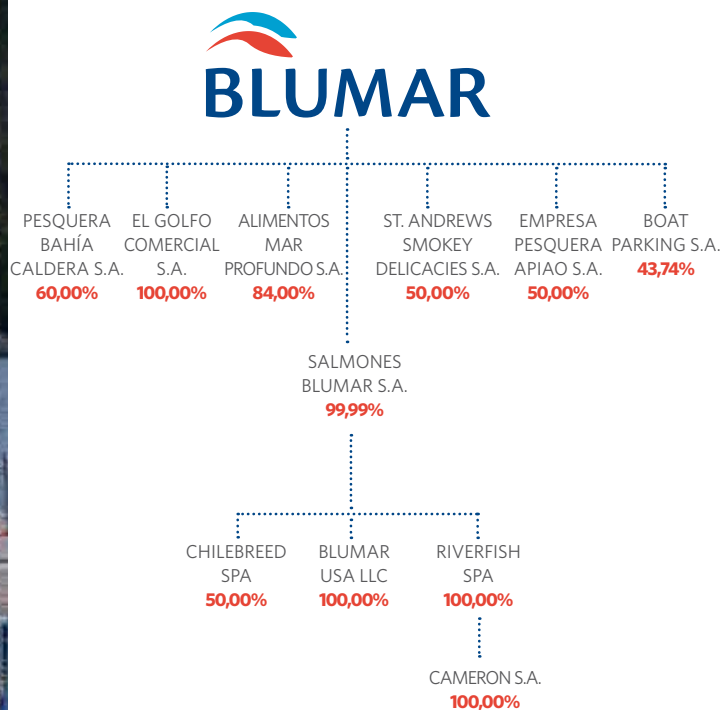 BLUMAR
PESQUERA
BAHÍA
CALDERA S.A.
60,00%
EL GOLFO
COMERCIAL
S.A.
100,00%
ALIMENTOS
MAR
PROFUNDO S.A.
84,00%
ST. ANDREWS
SMOKEY
DELICACIES S.A.
50,00%
EMPRESA
PESQUERA
APIAO S.A.
50,00%
BOAT
PARKING S.A.
43,74%
SALMONES
BLUMAR S.A.
99,99%
CHILEBREED
SPA
50,00%
BLUMAR
USA LLC
100,00%
RIVERFISH
SPA
100,00%
CAMERON S.A.
100,00%